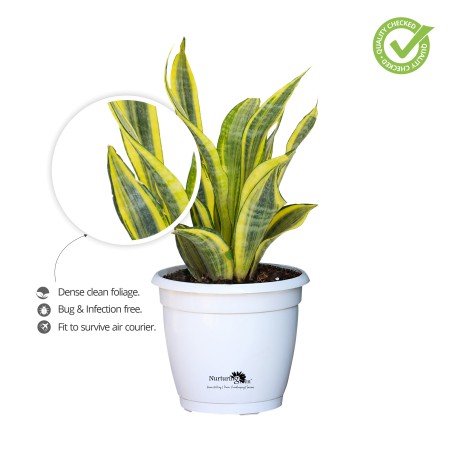 QUALITY CHECKED
QUALITY CHECKED
Dense clean foliage.
Bug & Infection free.
Fit to survive air courier.
Nurturing